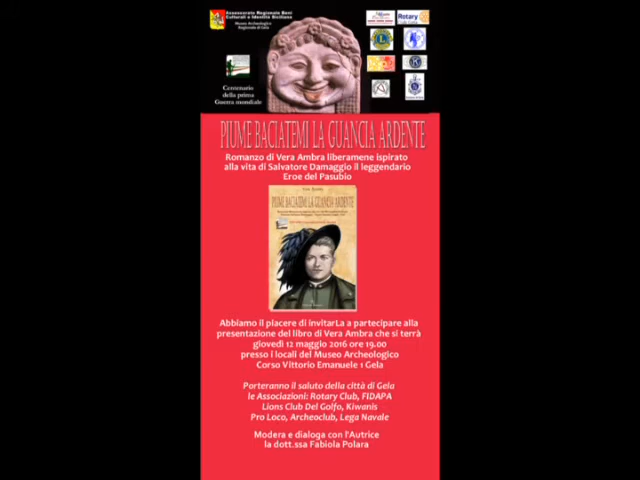 Assessorato Regionale Beni
Culturali e Identità Siciliana
Museo Archeologico
Regionale di Gela
Rotary
Centenario
della prima
Guerra mondiale
PIUME BACIATEMI LA GUANCIA ARDENTE
Romanzo di Vera Ambra liberamene ispirato
alla vita di Salvatore Damaggio il leggendario
Eroe del Pasubio
PIUME BACIATEMI LA GUANCIA ARDENTE
Abbiamo il piacere di invitarLa a partecipare alla
presentazione del libro di Vera Ambra che si terrà
giovedì 12 maggio 2016 ore 19.00
presso i locali del Museo Archeologico
Corso Vittorio Emanuele 1 Gela
Porteranno il saluto della città di Gela
le Associazioni: Rotary Club, FIDAPA
Lions Club Del Golfo, Kiwanis
Pro Loco, Archeoclub, Lega Navale
Modera e dialoga con l'Autrice
la dott.ssa Fabiola Polara